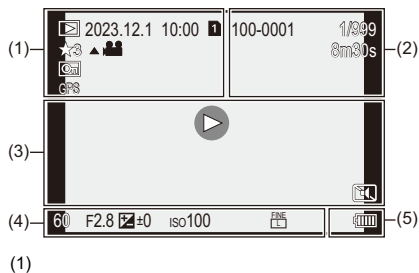 2023.12.1 10:00 1 100-0001 1/999
(1) ★3 8m30s (2)
On
GPS
(3)
(4) 60 F2.8 ±0 ISO100 FINE L (5)
(1)